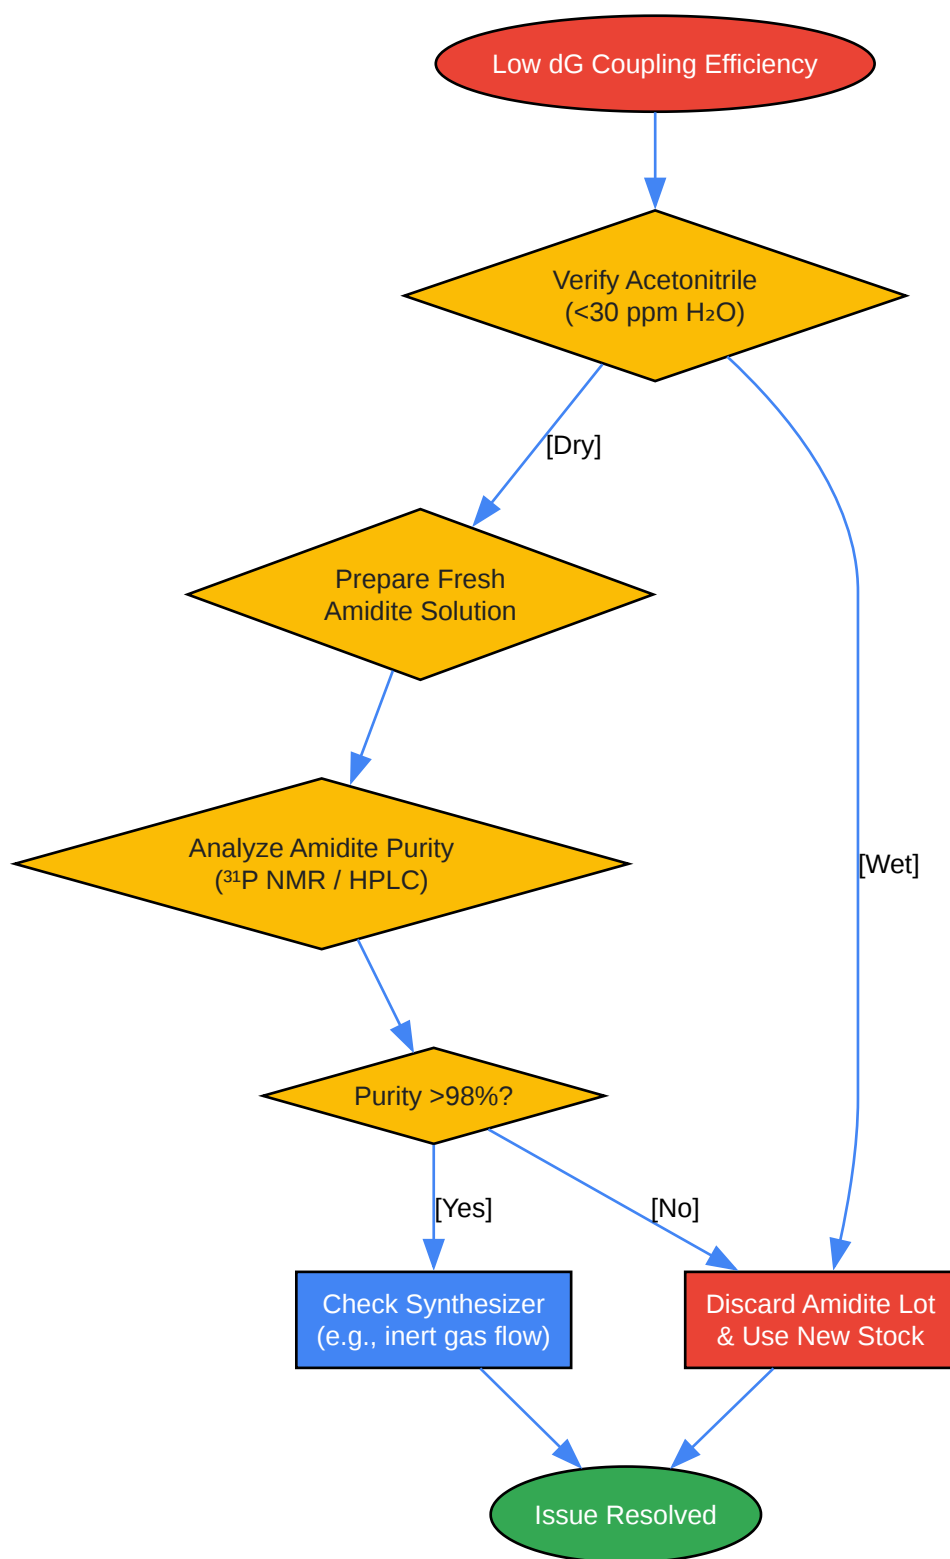 Low dG Coupling Efficiency
Verify Acetonitrile
(<30 ppm H₂O)
[Dry]
Prepare Fresh
Amidite Solution
Analyze Amidite Purity
(³¹P NMR / HPLC)
[Wet]
Purity >98%?
[Yes]
[No]
Check Synthesizer
(e.g., inert gas flow)
Discard Amidite Lot
& Use New Stock
Issue Resolved